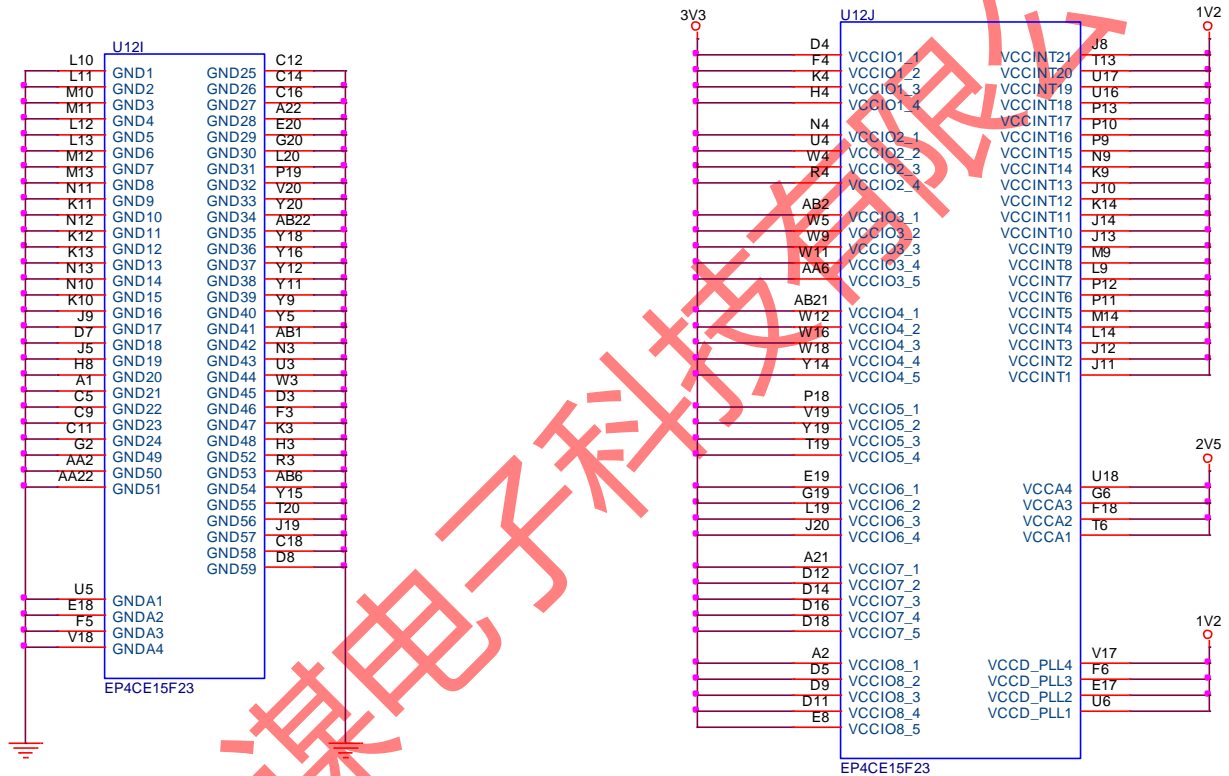 U12I
L10 GND1 GND25 C12
L11 GND2 GND26 C14
M10 GND3 GND27 C16
M11 GND4 GND28 A22
L12 GND5 GND29 E20
L13 GND6 GND30 G20
M12 GND7 GND31 L20
M13 GND8 GND32 P19
N11 GND9 GND33 V20
K11 GND10 GND34 Y20
N12 GND11 GND35 AB22
K12 GND12 GND36 Y18
K13 GND13 GND37 Y16
N13 GND14 GND38 Y12
N10 GND15 GND39 Y11
K10 GND16 GND40 Y9
J9 GND17 GND41 Y5
D7 GND18 GND42 AB1
J5 GND19 GND43 N3
H8 GND20 GND44 U3
A1 GND21 GND45 W3
C5 GND22 GND46 D3
C9 GND23 GND47 F3
C11 GND24 GND48 K3
G2 GND49 GND52 H3
AA2 GND50 GND53 R3
AA22 GND51 GND54 AB6
GND55 Y15
GND56 T20
GND57 J19
GND58 C18
GND59 D8
U5 GNDA1
E18 GNDA2
F5 GNDA3
V18 GNDA4
EP4CE15F23
3V3
U12J
1V2
D4 VCCIO1_1 VCCINT21 J8
F4 VCCIO1_2 VCCINT20 T13
K4 VCCIO1_3 VCCINT19 U17
H4 VCCIO1_4 VCCINT18 U16
VCCINT17 P13
N4 VCCIO2_1 VCCINT16 P10
U4 VCCIO2_2 VCCINT15 P9
W4 VCCIO2_3 VCCINT14 N9
R4 VCCIO2_4 VCCINT13 K9
VCCINT12 J10
AB2 VCCIO3_1 VCCINT11 K14
W5 VCCIO3_2 VCCINT10 J14
W9 VCCIO3_3 VCCINT9 J13
W11 VCCIO3_4 VCCINT8 M9
AA6 VCCIO3_5 VCCINT7 L9
VCCINT6 P12
AB21 VCCIO4_1 VCCINT5 P11
W12 VCCIO4_2 VCCINT4 M14
W16 VCCIO4_3 VCCINT3 L14
W18 VCCIO4_4 VCCINT2 J12
Y14 VCCIO4_5 VCCINT1 J11
P18 VCCIO5_1
V19 VCCIO5_2
Y19 VCCIO5_3
T19 VCCIO5_4
2V5
E19 VCCIO6_1 VCCA4 U18
G19 VCCIO6_2 VCCA3 G6
L19 VCCIO6_3 VCCA2 F18
J20 VCCIO6_4 VCCA1 T6
A21 VCCIO7_1
D12 VCCIO7_2
D14 VCCIO7_3
D16 VCCIO7_4
D18 VCCIO7_5
1V2
A2 VCCIO8_1 VCCD_PLL4 V17
D5 VCCIO8_2 VCCD_PLL3 F6
D9 VCCIO8_3 VCCD_PLL2 E17
D11 VCCIO8_4 VCCD_PLL1 U6
E8 VCCIO8_5
EP4CE15F23
谋电子科技有限公